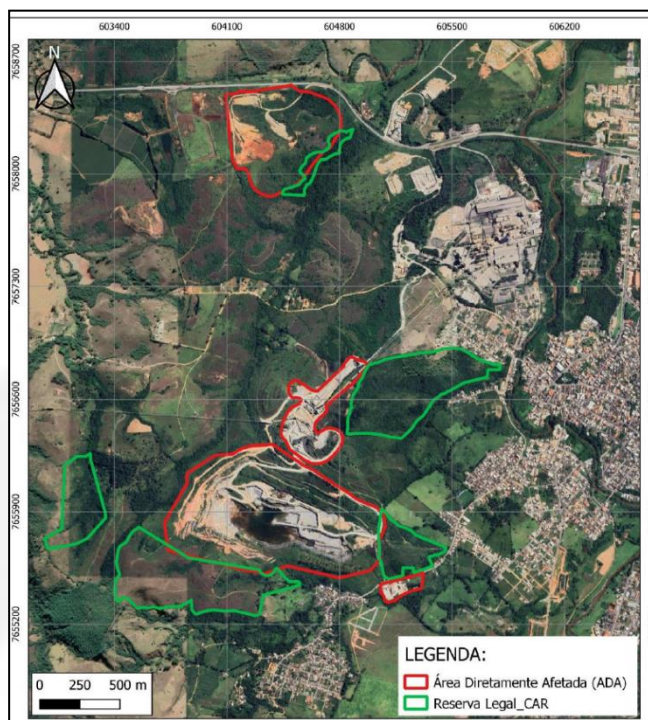 603400 604100 604800 605500 606200
N
7658700
7658000
7657300
7656600
7655900
7655200
LEGENDA:
Área Diretamente Afetada (ADA)
Reserva Legal_CAR
0 250 500 m